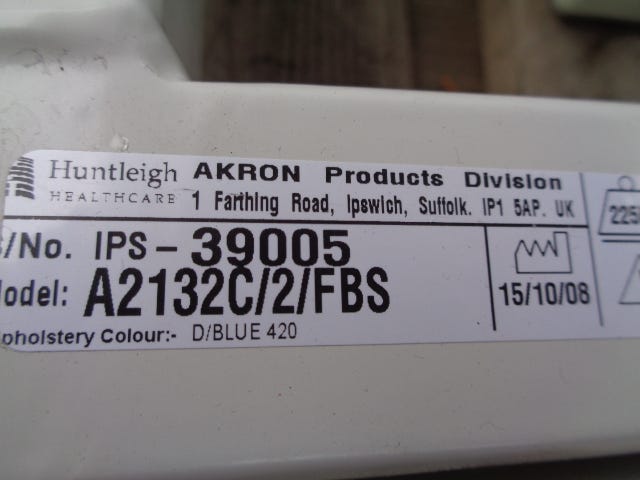 Huntleigh AKRON Products Division
HEALTHCARE 1 Farthing Road, Ipswich, Suffolk. IP1 5AP. UK
/No. IPS-39005
odel: A2132C/2/FBS
pholstery Colour:- D/BLUE 420
15/10/08
225